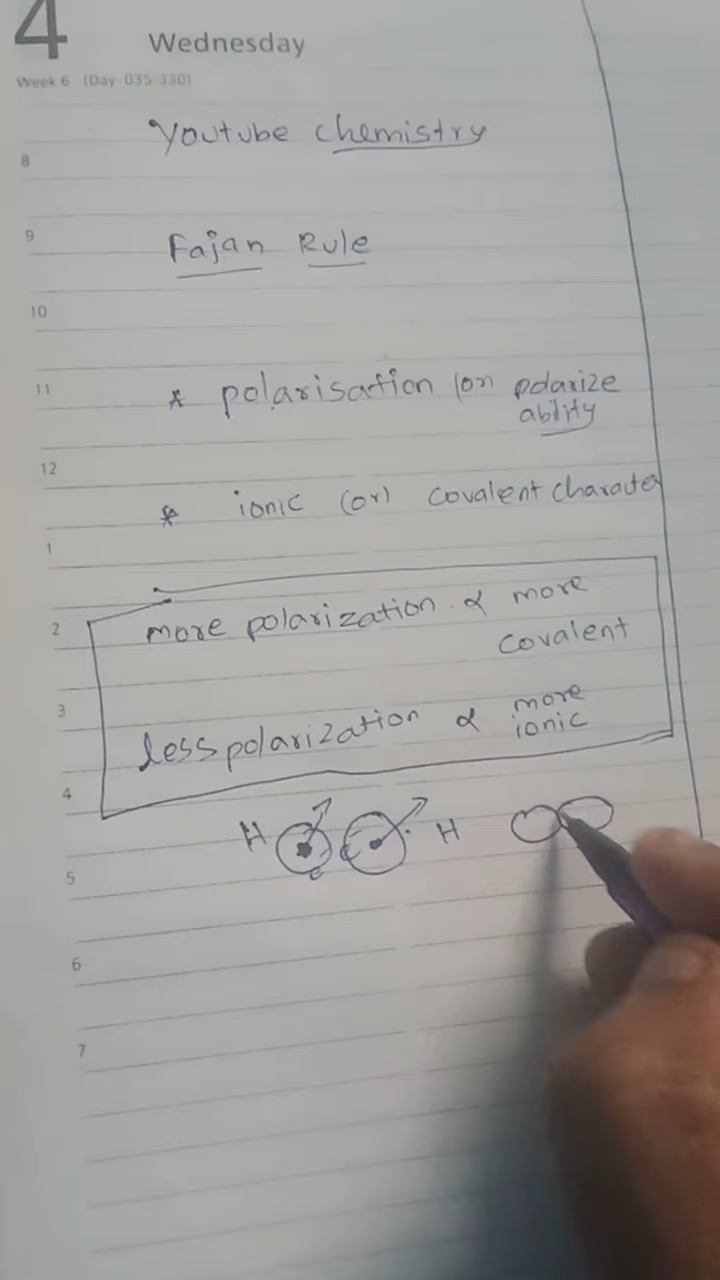 4 Wednesday
Week 6 (Day 035-330)
Youtube chemistry
8
9
Fajan Rule
10
11
* polarisation (or) polarize
ability
12
* ionic (or) covalent character
1
2
more polarization ∝ more
covalent
3
less polarization ∝ more
ionic
4
H H
5
6
7